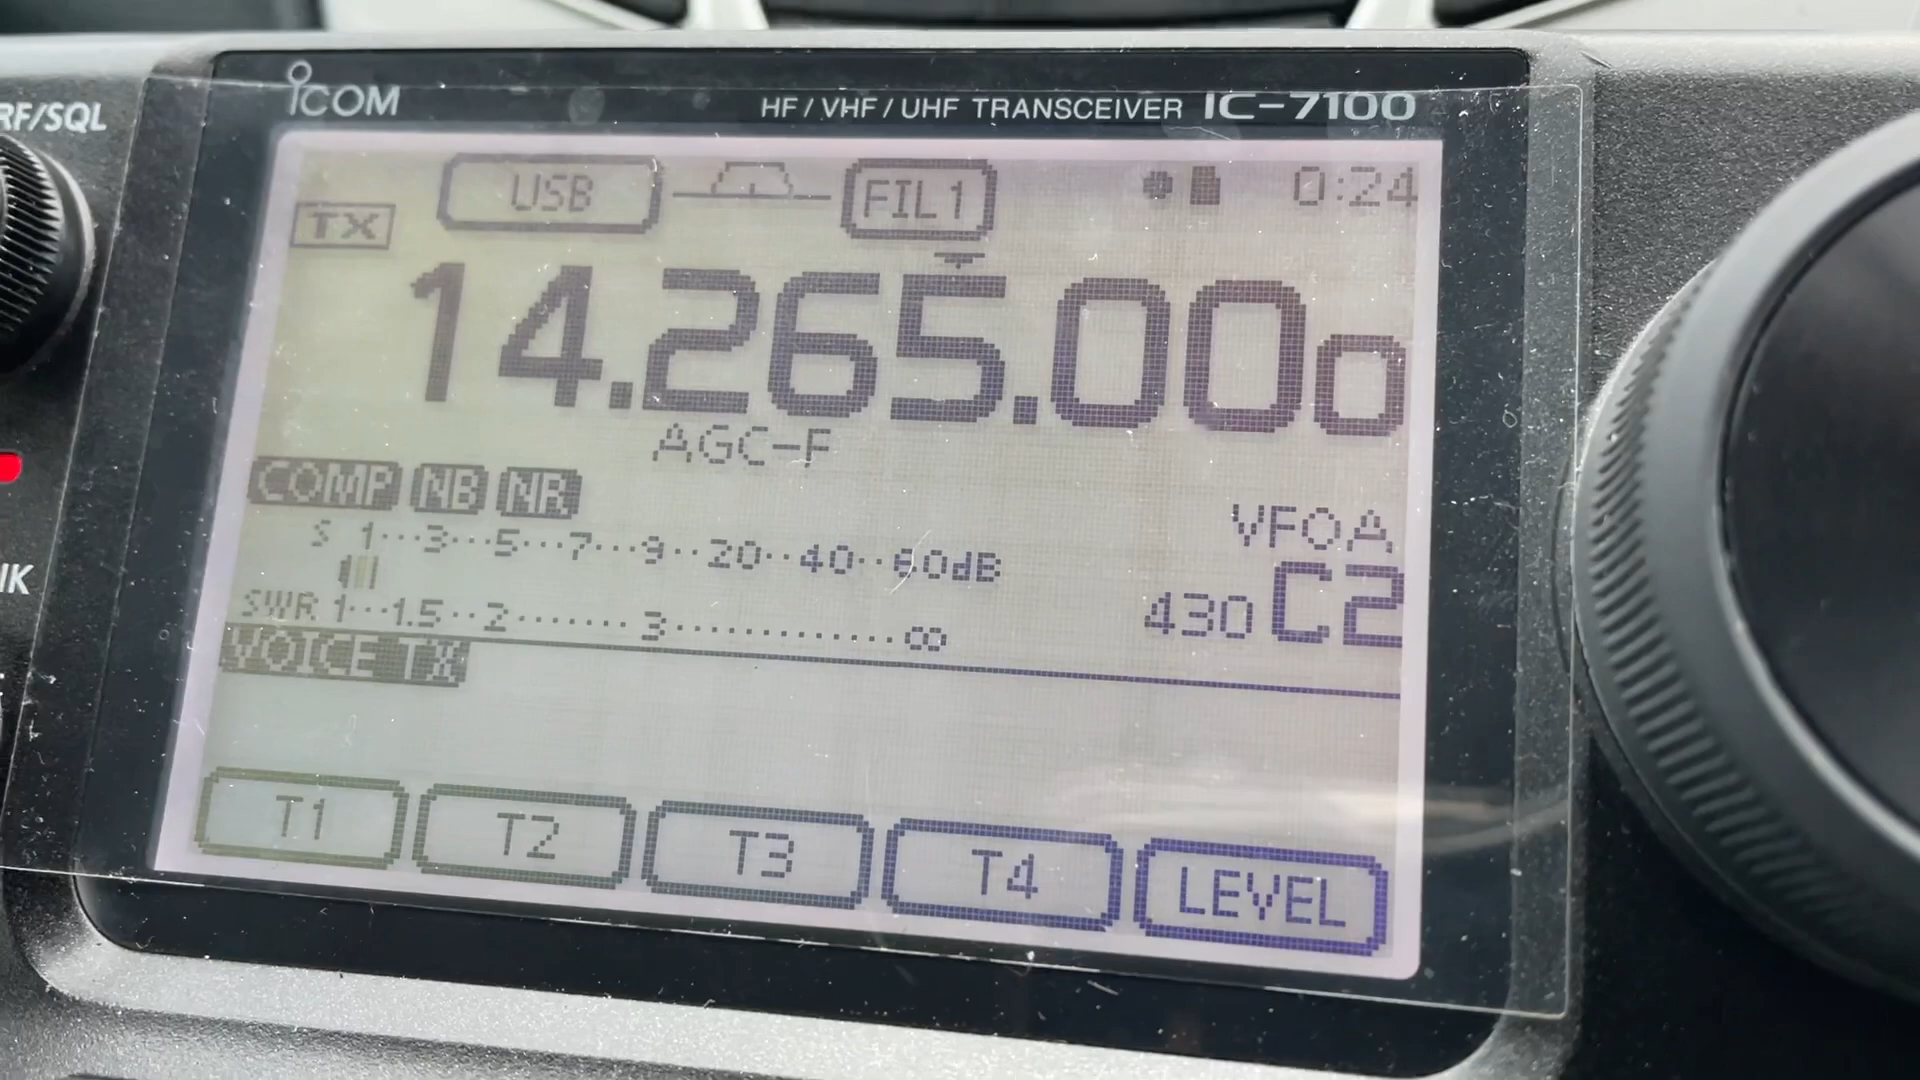 ICOM
HF/VHF/UHF TRANSCEIVER IC-7100
RF/SQL
USB FIL1 0:24
TX
14.265.000
AGC-F
COMP NB NR
S 1···3···5···7···9··20··40··60dB
VFOA
SWR 1···1.5··2·······3············∞
430 C2
VOICE TX
T1 T2 T3 T4 LEVEL